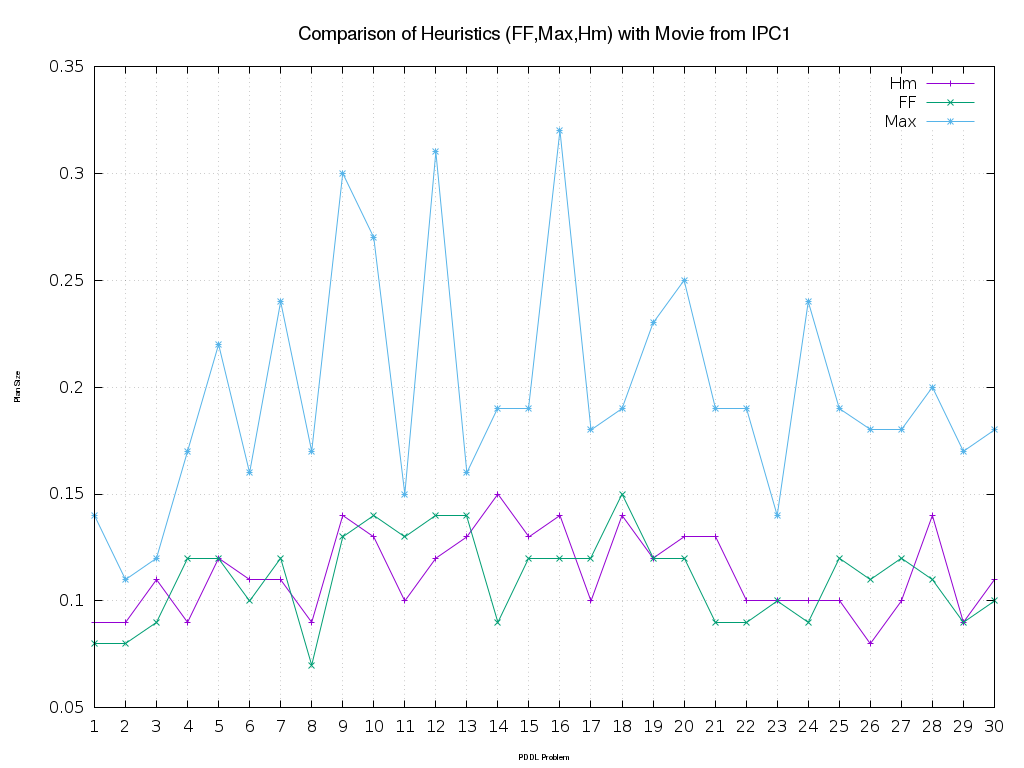 Comparison of Heuristics (FF,Max,Hm) with Movie from IPC1
0.35
0.3
0.25
0.2
0.15
0.1
0.05
Plan Size
Hm
FF
Max
1 2 3 4 5 6 7 8 9 10 11 12 13 14 15 16 17 18 19 20 21 22 23 24 25 26 27 28 29 30
PDDL Problem